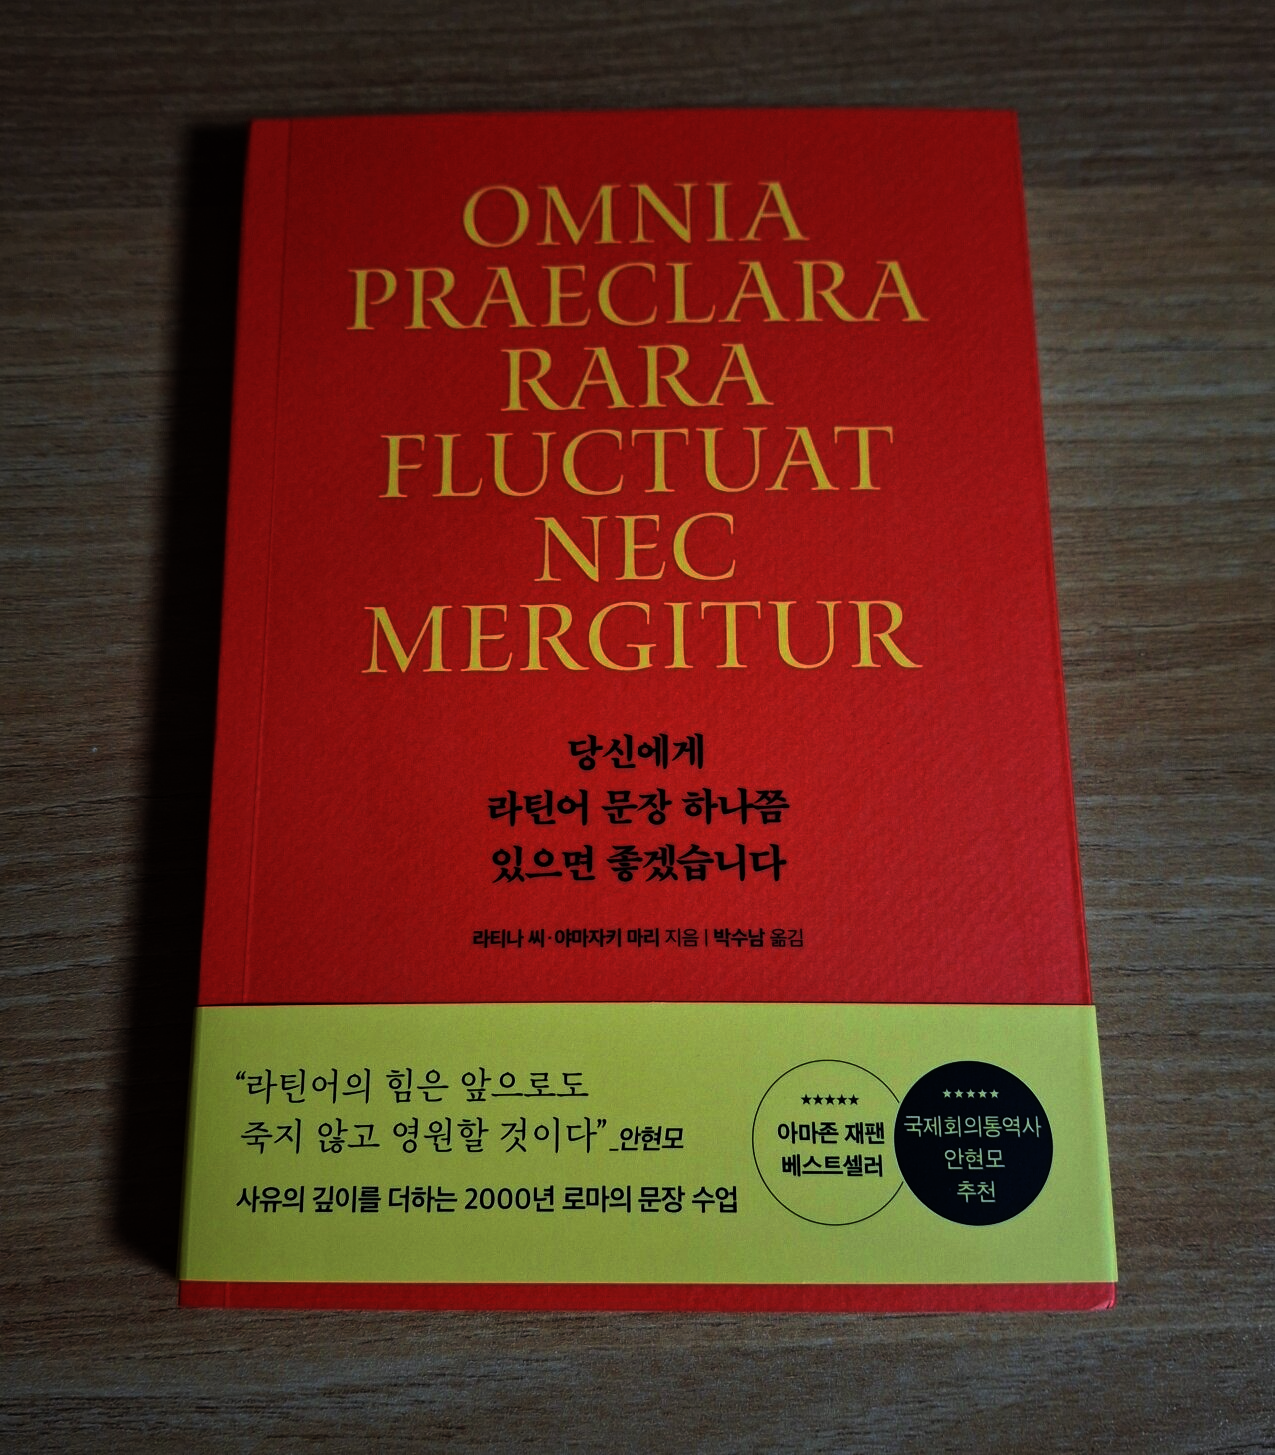 OMNIA
PRAECLARA
RARA
FLUCTUAT
NEC
MERGITUR
당신에게
라틴어 문장 하나쯤
있으면 좋겠습니다
라티나 씨·야마자키 마리 지음 | 박수남 옮김
“라틴어의 힘은 앞으로도
죽지 않고 영원할 것이다”_안현모
사유의 깊이를 더하는 2000년 로마의 문장 수업
★★★★★
아마존 재팬
베스트셀러
★★★★★
국제회의통역사
안현모
추천